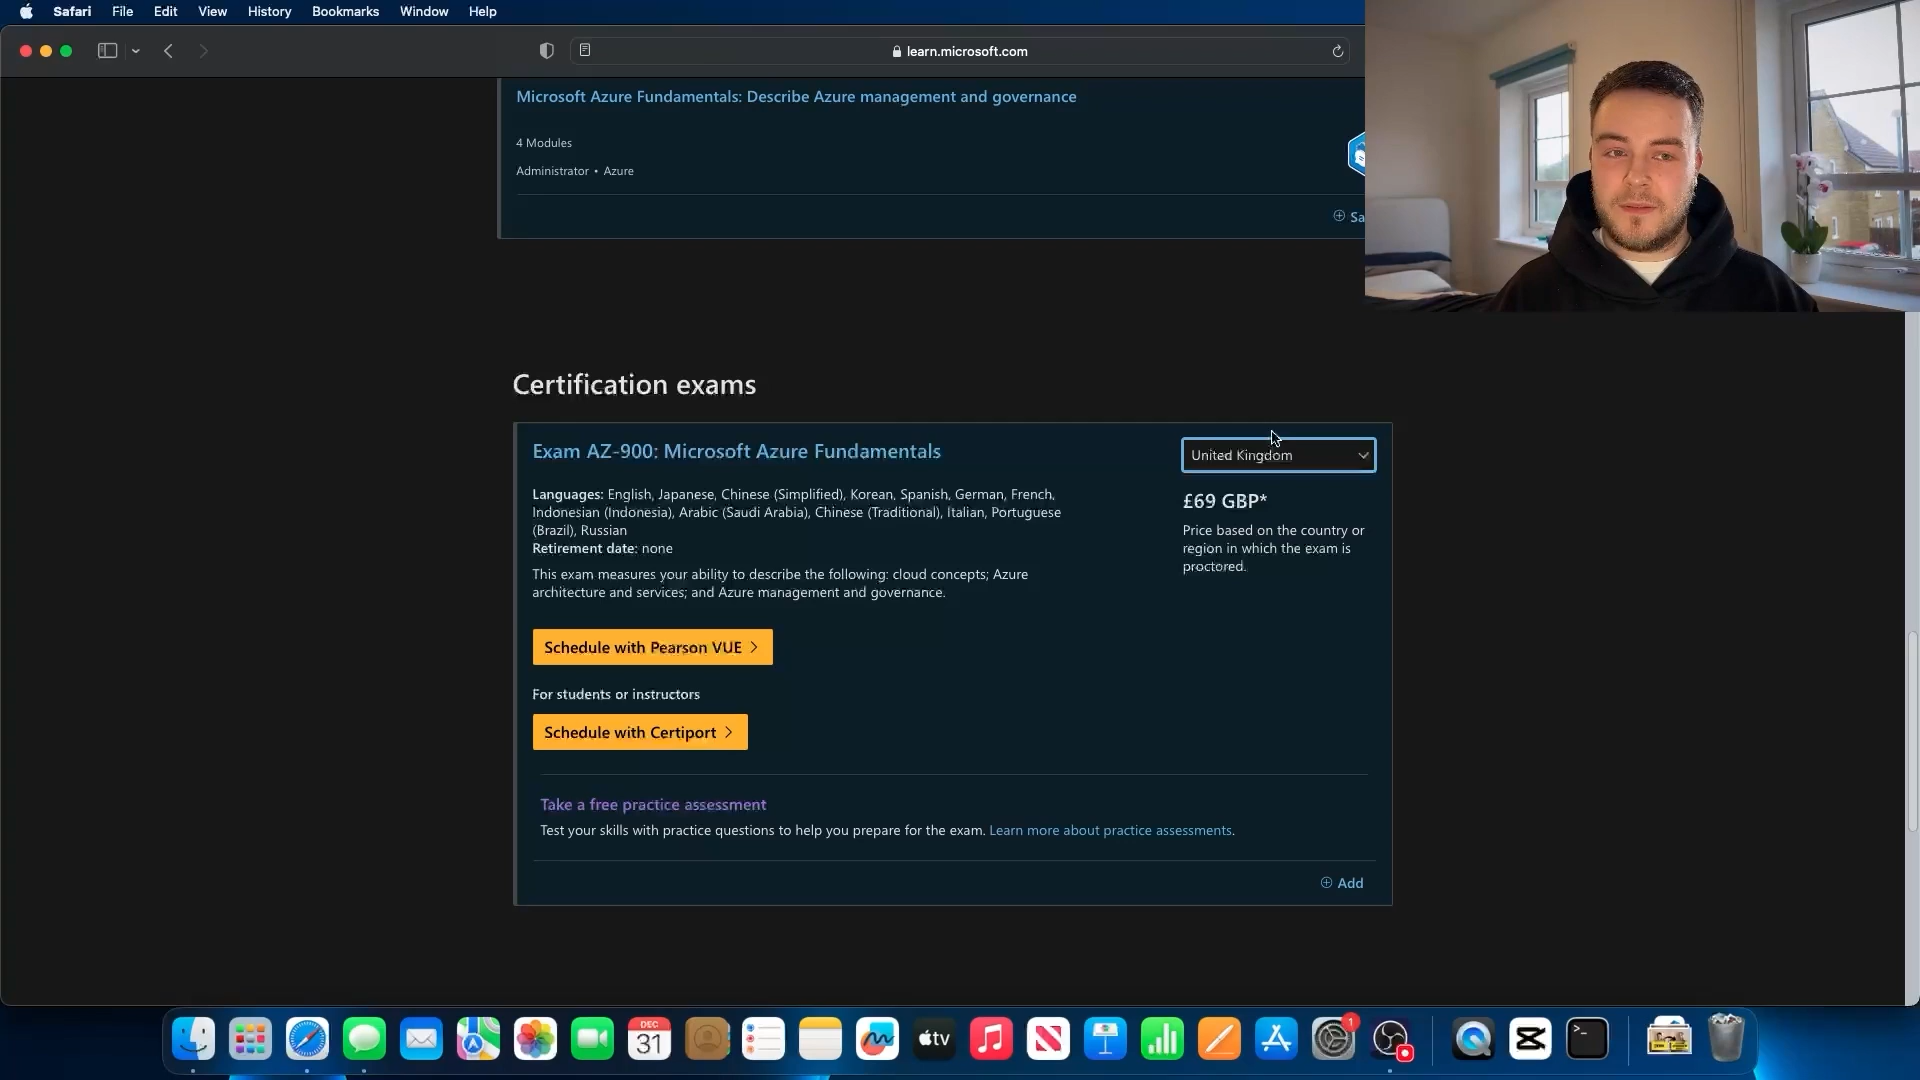 Safari File Edit View History Bookmarks Window Help
learn.microsoft.com
Microsoft Azure Fundamentals: Describe Azure management and governance
4 Modules
Administrator • Azure
Sa
Certification exams
Exam AZ-900: Microsoft Azure Fundamentals
United Kingdom
Languages: English, Japanese, Chinese (Simplified), Korean, Spanish, German, French,
Indonesian (Indonesia), Arabic (Saudi Arabia), Chinese (Traditional), Italian, Portuguese
(Brazil), Russian
Retirement date: none
£69 GBP*
Price based on the country or
region in which the exam is
proctored.
This exam measures your ability to describe the following: cloud concepts; Azure
architecture and services; and Azure management and governance.
Schedule with Pearson VUE
For students or instructors
Schedule with Certiport
Take a free practice assessment
Test your skills with practice questions to help you prepare for the exam. Learn more about practice assessments.
Add
DEC
31
tv
1